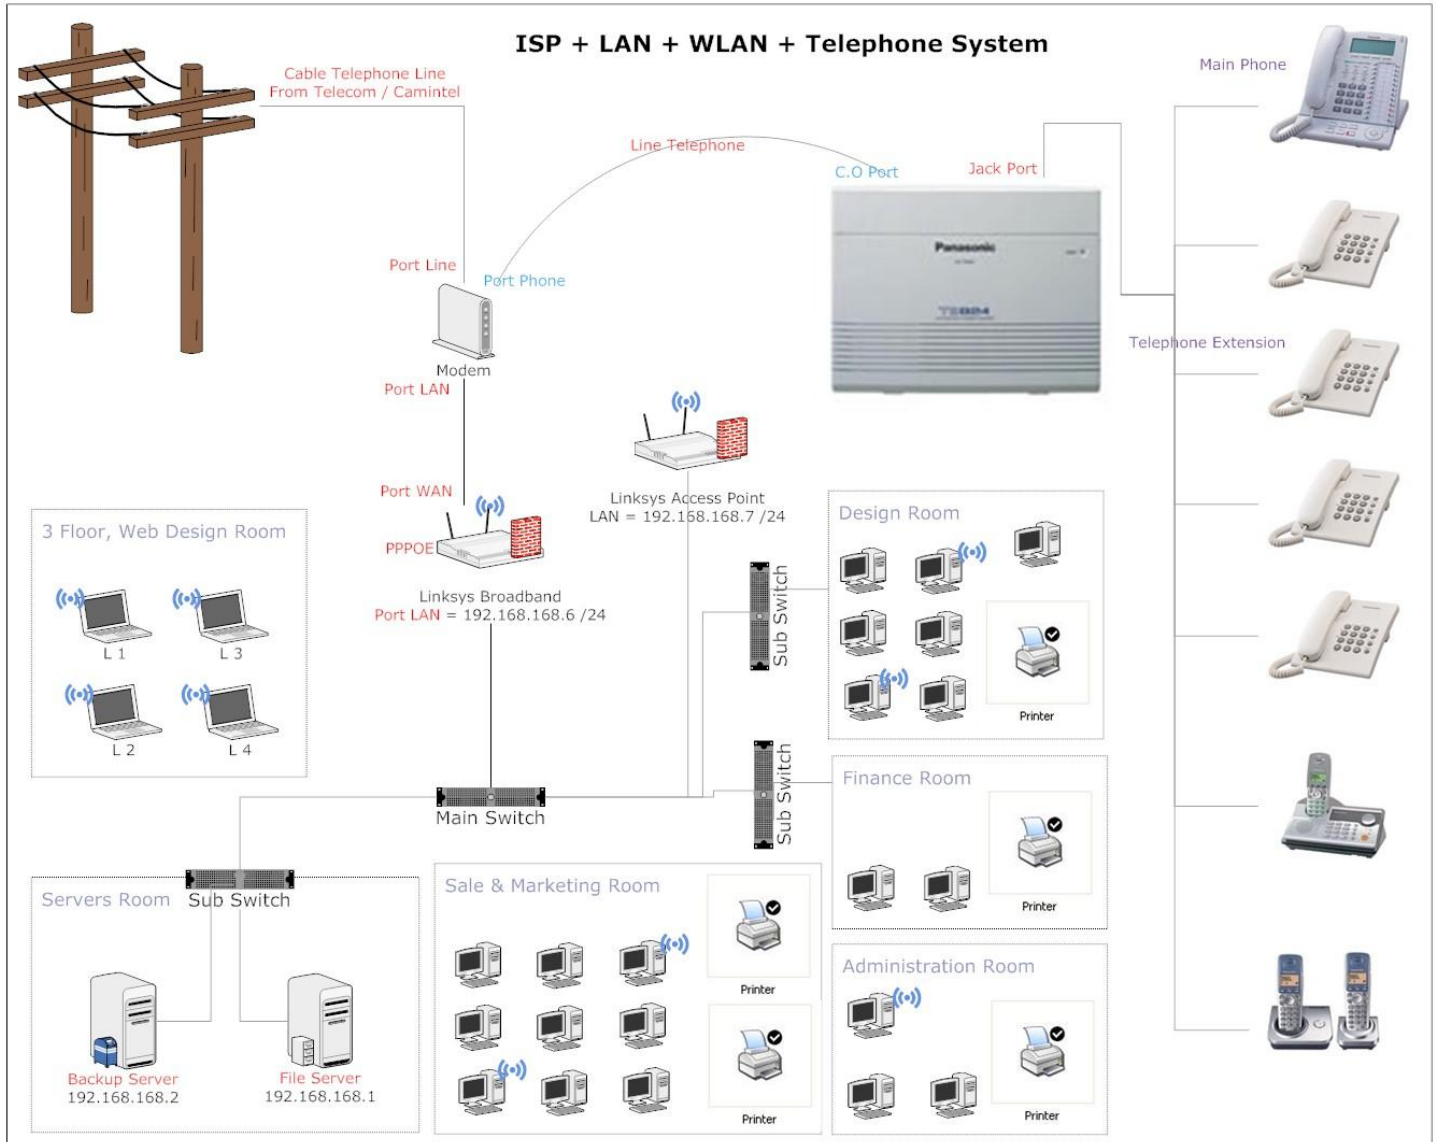 ISP + LAN + WLAN + Telephone System
Cable Telephone Line
From Telecom / Camintel
Main Phone
Line Telephone
C.O Port
Jack Port
Panasonic
TES824
Port Line
Port Phone
Modem
Telephone Extension
Port LAN
Port WAN
PPPOE
Linksys Access Point
LAN = 192.168.168.7 /24
Linksys Broadband
Port LAN = 192.168.168.6 /24
3 Floor, Web Design Room
L 1
L 3
L 2
L 4
Design Room
Sub Switch
Printer
Main Switch
Sub Switch
Finance Room
Printer
Servers Room
Sub Switch
Backup Server
192.168.168.2
File Server
192.168.168.1
Sale & Marketing Room
Printer
Printer
Administration Room
Printer